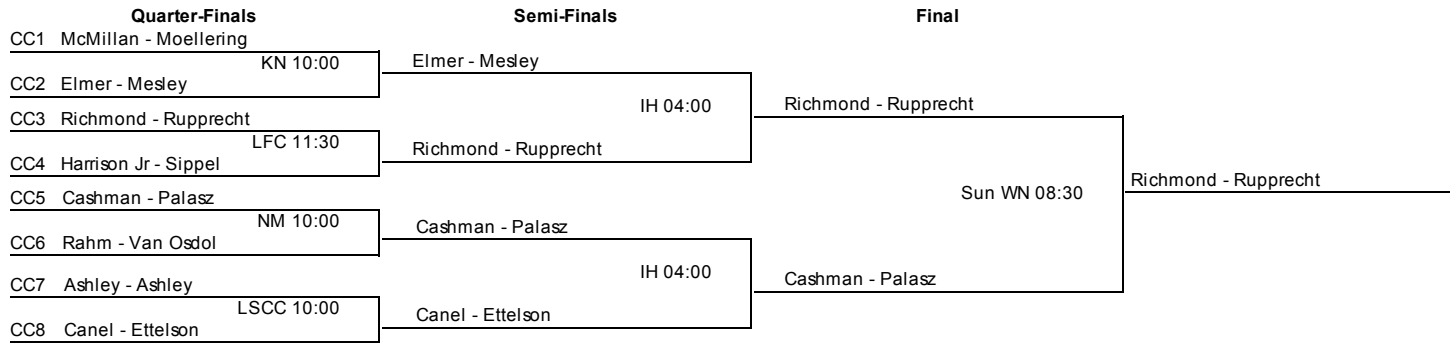 Quarter-Finals Semi-Finals Final
CC1 McMillan - Moellering
KN 10:00
Elmer - Mesley
CC2 Elmer - Mesley
IH 04:00
Richmond - Rupprecht
CC3 Richmond - Rupprecht
LFC 11:30
Richmond - Rupprecht
CC4 Harrison Jr - Sippel
Sun WN 08:30
Richmond - Rupprecht
CC5 Cashman - Palasz
NM 10:00
Cashman - Palasz
CC6 Rahm - Van Osdol
IH 04:00
Cashman - Palasz
CC7 Ashley - Ashley
LSCC 10:00
Canel - Ettelson
CC8 Canel - Ettelson